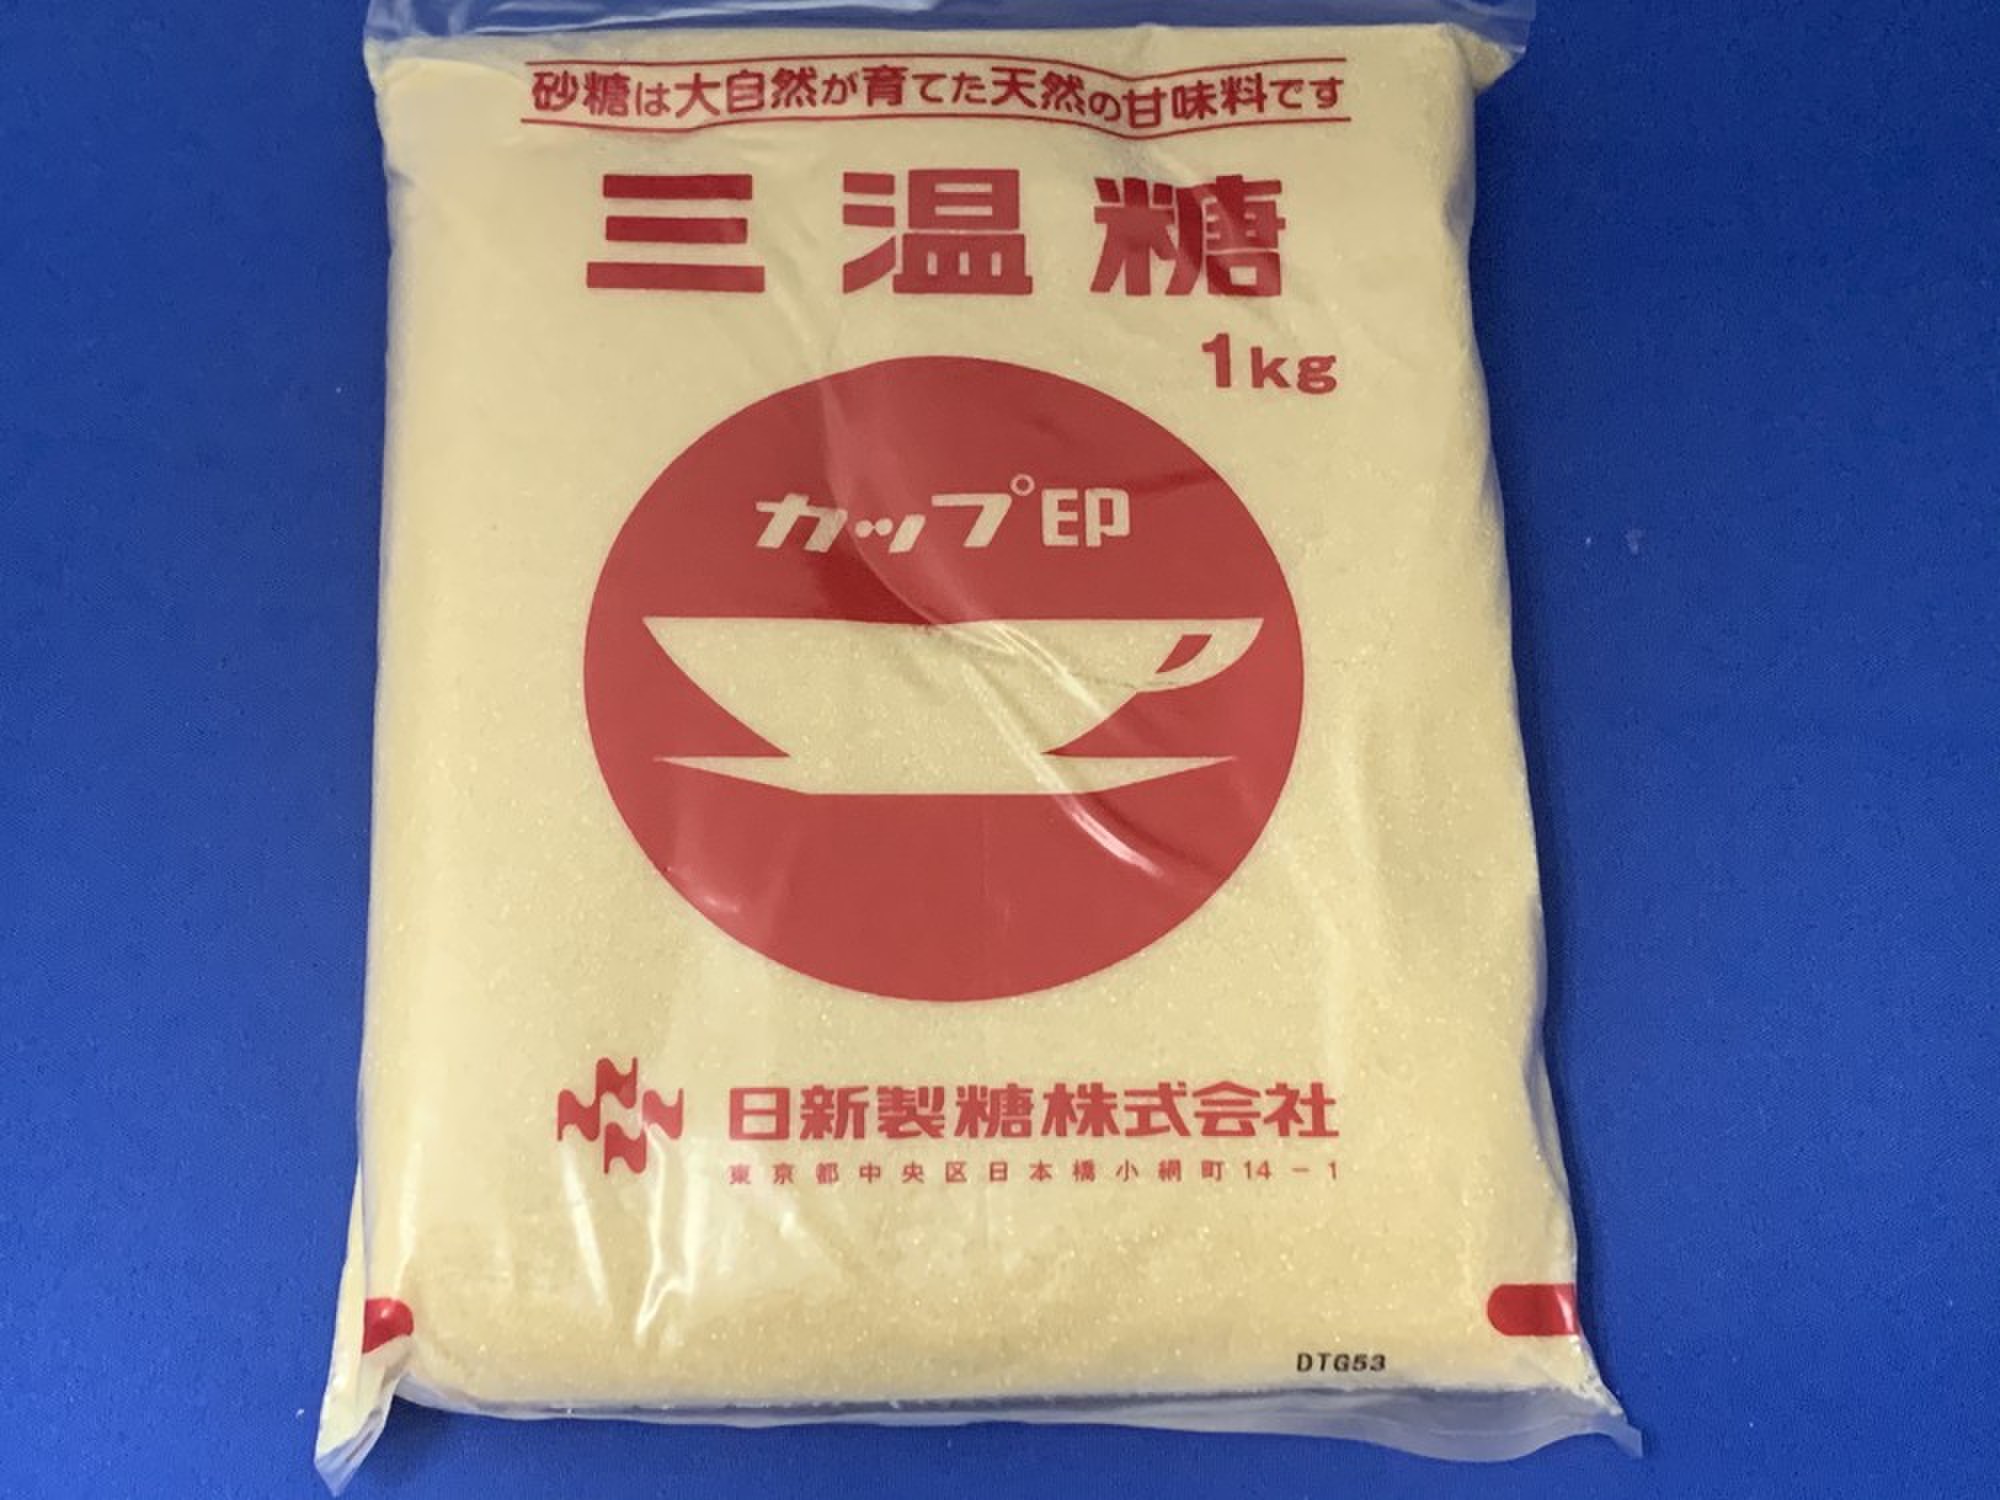 砂糖は大自然が育てた天然の甘味料です
三温糖
1kg
カップ印
日新製糖株式会社
東京都中央区日本橋小網町14-1
DTG53